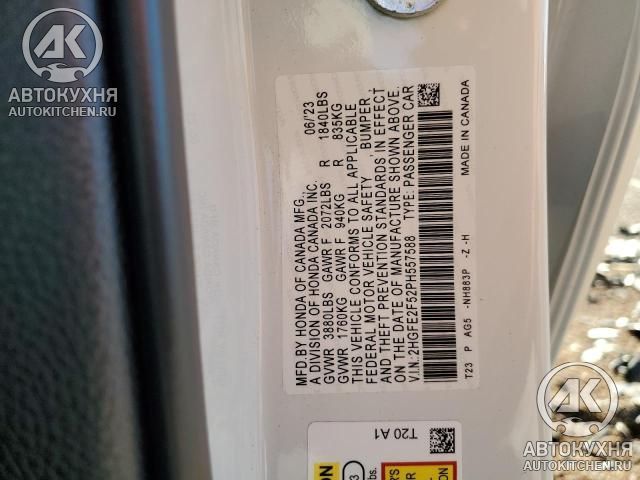 AK
АВТОКУХНЯ
AUTOKITCHEN.RU
MFD.BY HONDA OF CANADA MFG., 06/'23
A DIVISION OF HONDA CANADA INC.
GVWR 3880LBS GAWR F 2072LBS R 1840LBS
GVWR 1760KG GAWR F 940KG R 835KG
THIS VEHICLE CONFORMS TO ALL APPLICABLE
FEDERAL MOTOR VEHICLE SAFETY , BUMPER ,
AND THEFT PREVENTION STANDARDS IN EFFECT
ON THE DATE OF MANUFACTURE SHOWN ABOVE.
V.I.N.:2HGFE2F52PH557588 TYPE: PASSENGER CAR
T23 P AG5 -NH883P -Z -H MADE IN CANADA
T20 A1
AK
АВТОКУХНЯ
AUTOKITCHEN.RU